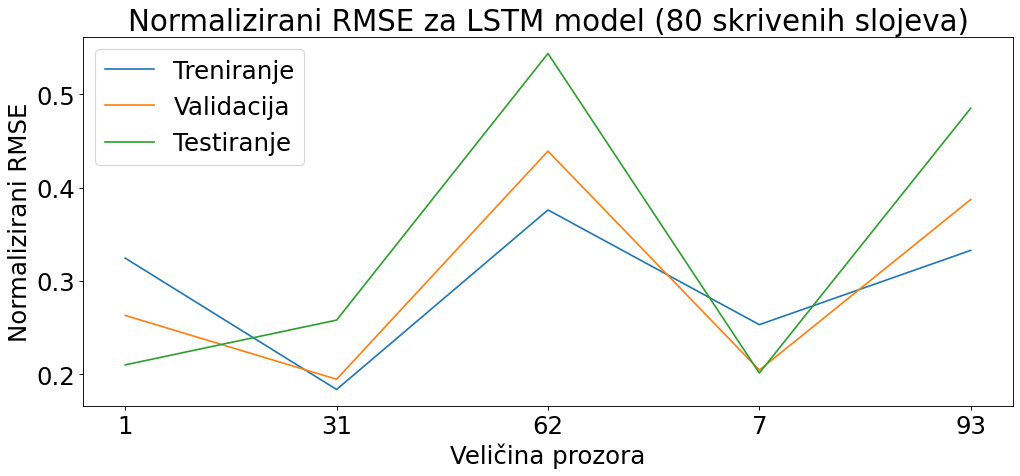 Normalizirani RMSE za LSTM model (80 skrivenih slojeva)
Treniranje
Validacija
Testiranje
Normalizirani RMSE
0.5
0.4
0.3
0.2
1 31 62 7 93
Veličina prozora